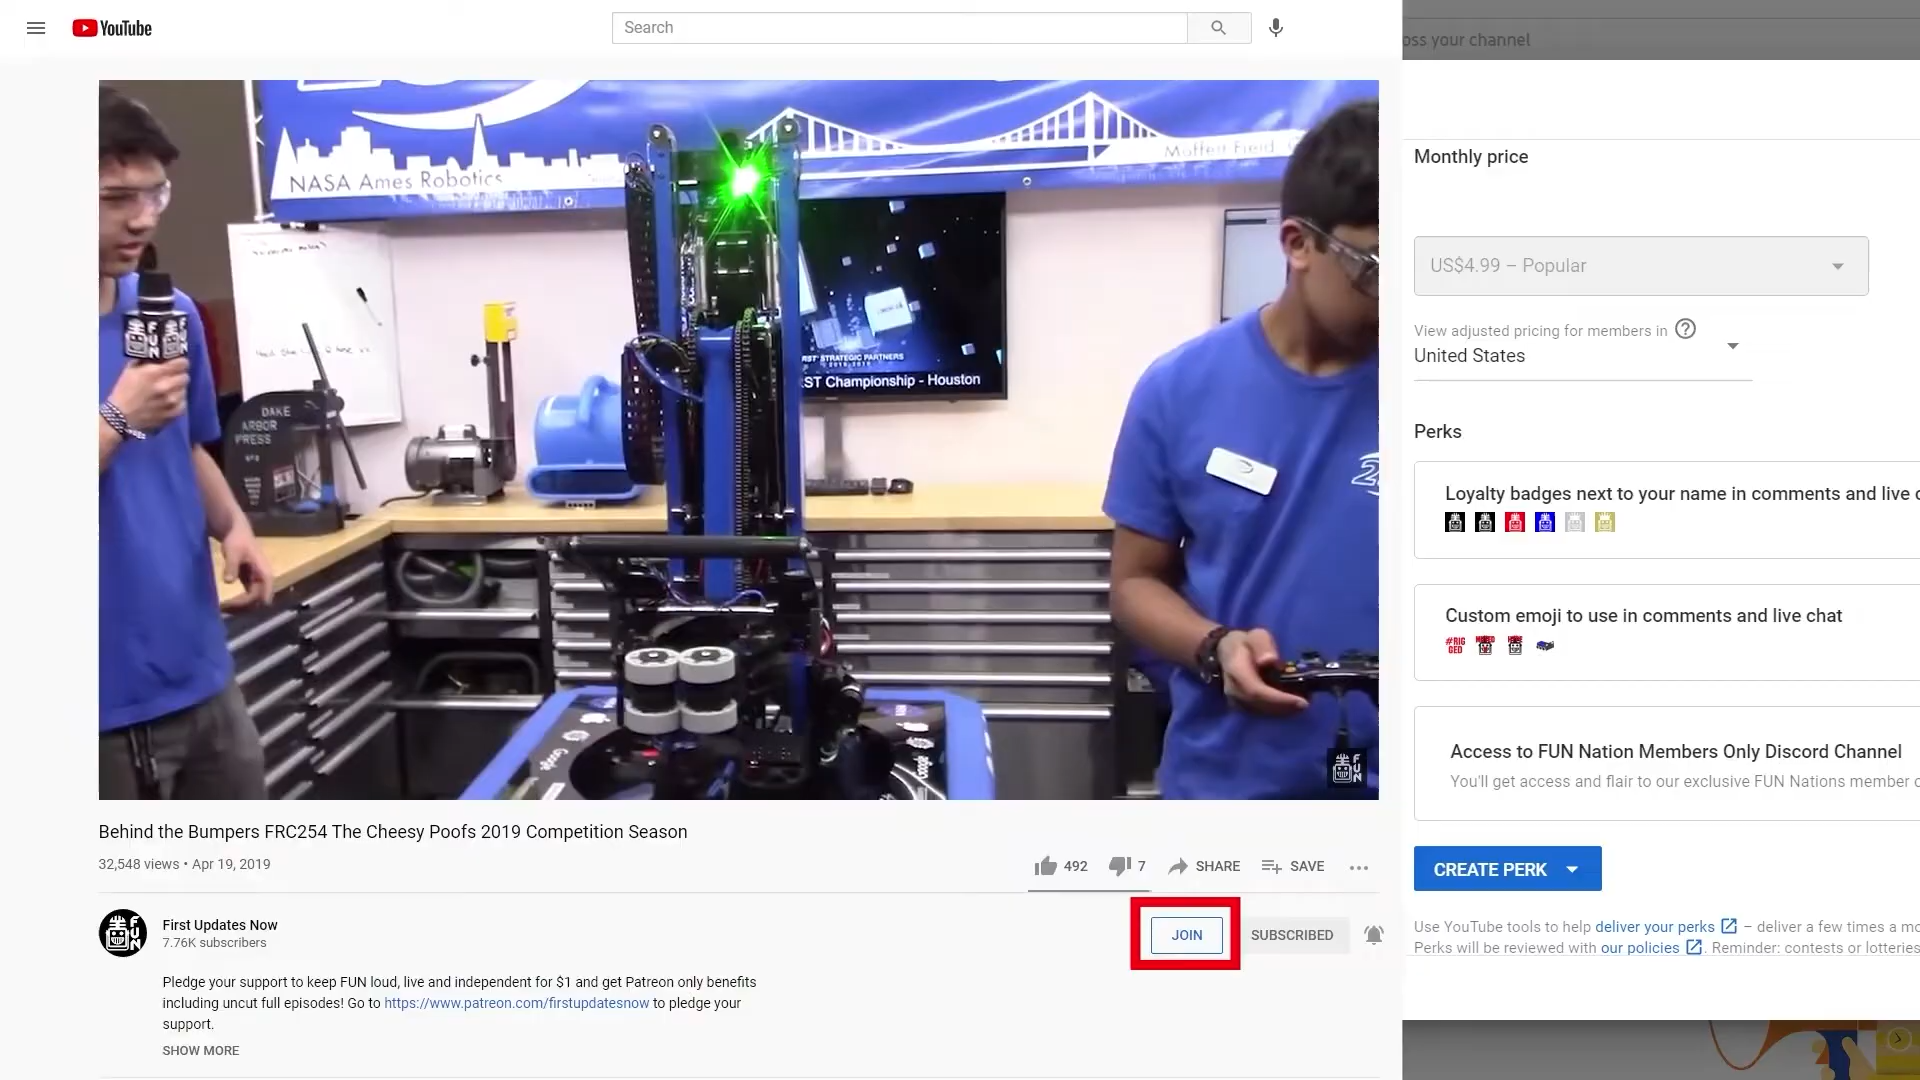 YouTube
Search
oss your channel
NASA Ames Robotics
Moffett Field
DAKE
ARBOR
PRESS
FUN
RST' STRATEGIC PARTNERS
ST Championship - Houston
FUN
Behind the Bumpers FRC254 The Cheesy Poofs 2019 Competition Season
32,548 views • Apr 19, 2019
492
7
SHARE
SAVE
FUN
First Updates Now
7.76K subscribers
JOIN
SUBSCRIBED
Pledge your support to keep FUN loud, live and independent for $1 and get Patreon only benefits
including uncut full episodes! Go to https://www.patreon.com/firstupdatesnow to pledge your
support.
SHOW MORE
Monthly price
US$4.99 – Popular
View adjusted pricing for members in
United States
Perks
Loyalty badges next to your name in comments and live c
Custom emoji to use in comments and live chat
#RIG
GED
Access to FUN Nation Members Only Discord Channel
You'll get access and flair to our exclusive FUN Nations member c
CREATE PERK
Use YouTube tools to help deliver your perks – deliver a few times a mo
Perks will be reviewed with our policies. Reminder: contests or lotteries